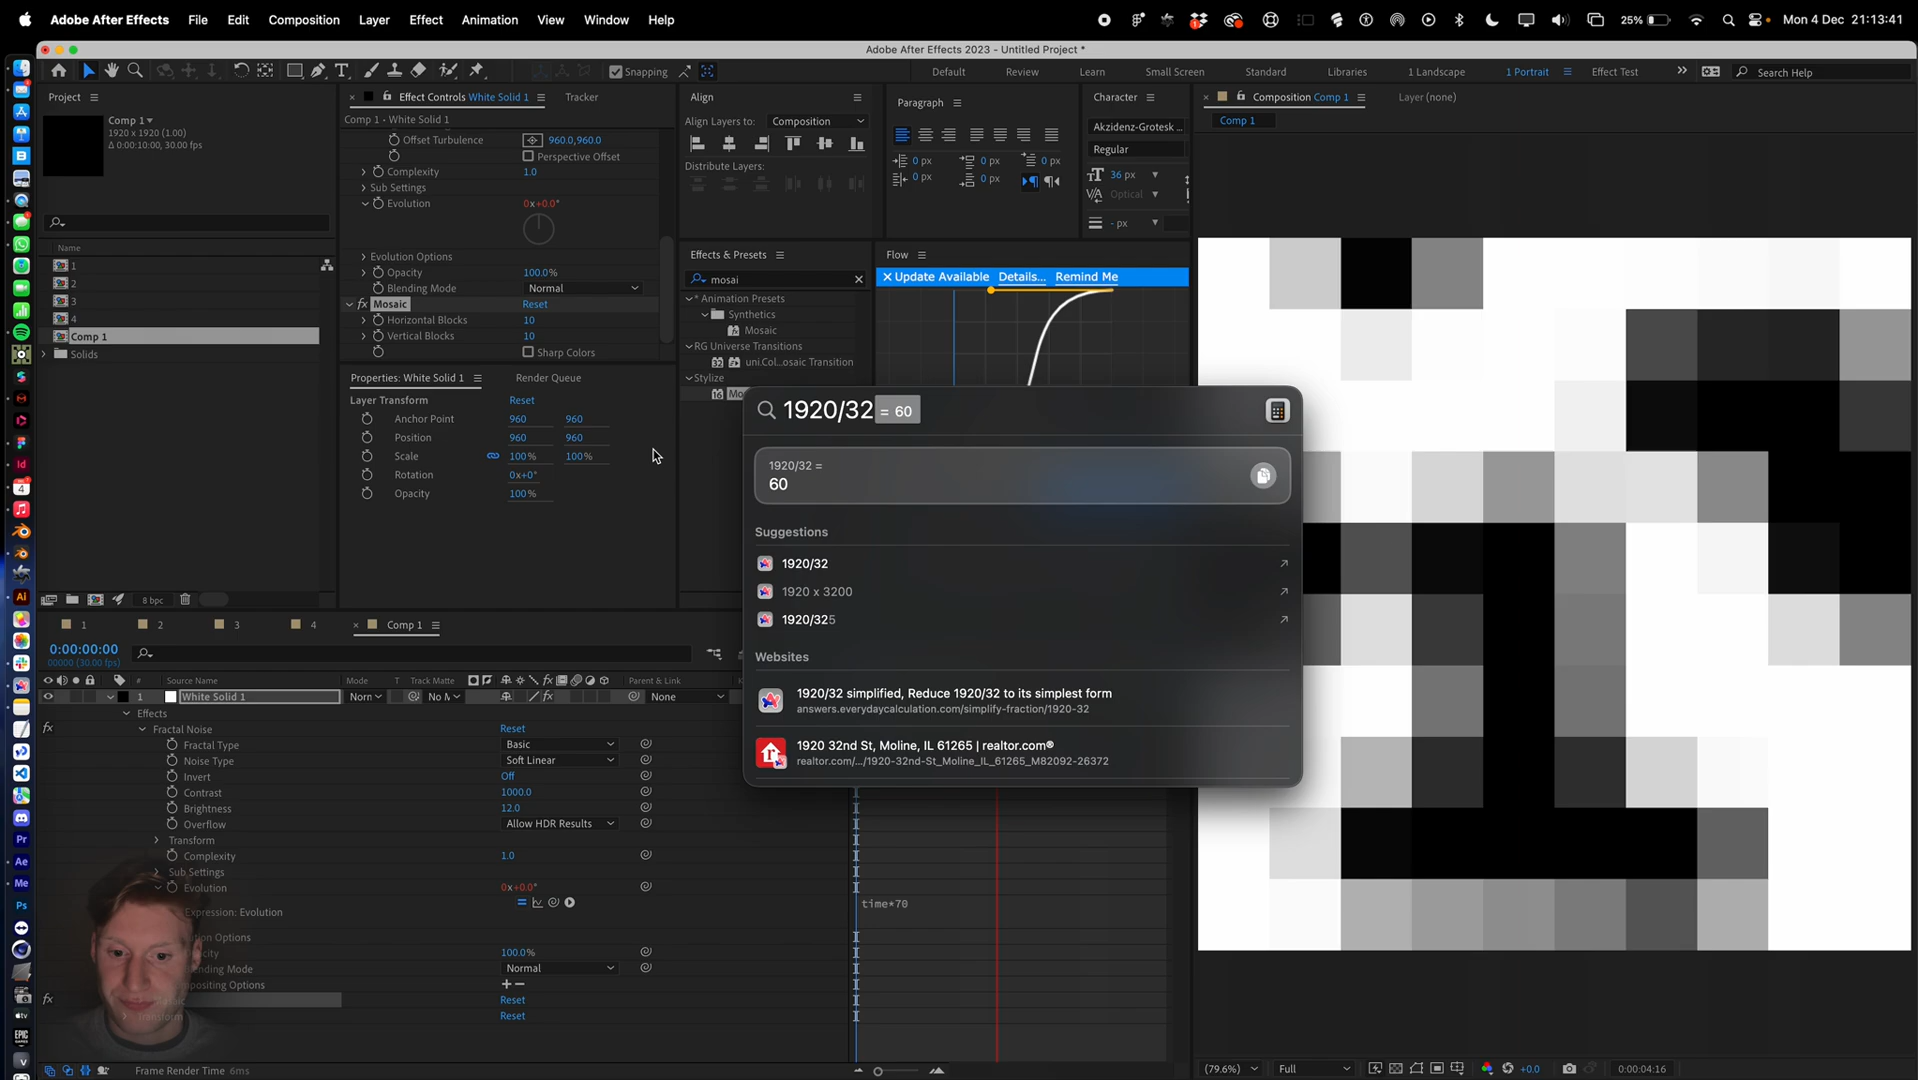 Adobe After Effects File Edit Composition Layer Effect Animation View Window Help
25% Mon 4 Dec 21:13:41
Adobe After Effects 2023 - Untitled Project *
Snapping
Default Review Learn Small Screen Standard Libraries 1 Landscape 1 Portrait Effect Test Search Help
Project
Comp 1
1920 x 1920 (1.00)
Δ 0:00:10:00, 30.00 fps
Name
1
2
3
4
Comp 1
Solids
8 bpc
Effect Controls White Solid 1 Tracker
Comp 1 · White Solid 1
Offset Turbulence 960.0,960.0
Perspective Offset
Complexity 1.0
Sub Settings
Evolution 0x+0.0°
Evolution Options
Opacity 100.0%
Blending Mode Normal
fx Mosaic Reset
Horizontal Blocks 10
Vertical Blocks 10
Sharp Colors
Properties: White Solid 1 Render Queue
Layer Transform Reset
Anchor Point 960 960
Position 960 960
Scale 100% 100%
Rotation 0x+0°
Opacity 100%
Align
Align Layers to: Composition
Distribute Layers:
Paragraph
0 px 0 px 0 px
0 px 0 px
Character
Akzidenz-Grotesk ...
Regular
36 px
Optical
- px
Effects & Presets
mosai
* Animation Presets
Synthetics
Mosaic
RG Universe Transitions
32 uni.Col...osaic Transition
Stylize
16 Mo
Flow
Update Available Details... Remind Me
Composition Comp 1 Layer (none)
Comp 1
1920/32 = 60
1920/32 =
60
Suggestions
1920/32
1920 x 3200
1920/325
Websites
1920/32 simplified, Reduce 1920/32 to its simplest form
answers.everydaycalculation.com/simplify-fraction/1920-32
1920 32nd St, Moline, IL 61265 | realtor.com®
realtor.com/.../1920-32nd-St_Moline_IL_61265_M82092-26372
1 2 3 4 Comp 1
0:00:00:00
00000 (30.00 fps)
# Source Name Mode T Track Matte fx Parent & Link
1 White Solid 1 Norn No M fx None
Effects
fx Fractal Noise Reset
Fractal Type Basic
Noise Type Soft Linear
Invert Off
Contrast 1000.0
Brightness 12.0
Overflow Allow HDR Results
Transform
Complexity 1.0
Sub Settings
Evolution 0x+0.0°
Expression: Evolution time*70
ution Options
acity 100.0%
lending Mode Normal
positing Options
fx Reset
Transform Reset
Frame Render Time 6ms
(79.6%) Full +0.0 0:00:04:16